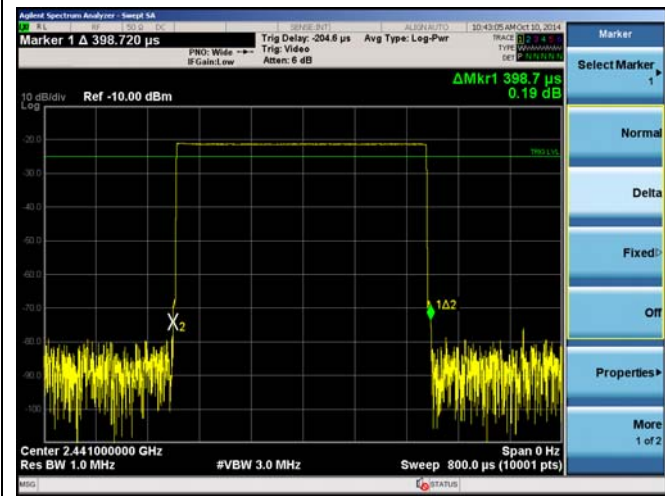 Agilent Spectrum Analyzer - Swept SA
RL RF 50 Ω DC SENSE:INT ALIGN AUTO 10:43:05 AM Oct 10, 2014
Marker 1 Δ 398.720 µs
PNO: Wide
IFGain:Low
Trig Delay: -204.6 µs
Trig: Video
Atten: 6 dB
Avg Type: Log-Pwr
TRACE 1 2 3 4 5 6
TYPE
DET P N N N N N
ΔMkr1 398.7 µs
0.19 dB
10 dB/div Ref -10.00 dBm
Log
-20.0
TRIG LVL
-30.0
-40.0
-50.0
-60.0
-70.0
1Δ2
X2
-80.0
-90.0
-100
Center 2.441000000 GHz
Span 0 Hz
Res BW 1.0 MHz
#VBW 3.0 MHz
Sweep 800.0 µs (10001 pts)
MSG
STATUS
Marker
Select Marker
1
Normal
Delta
Fixed
Off
Properties
More
1 of 2